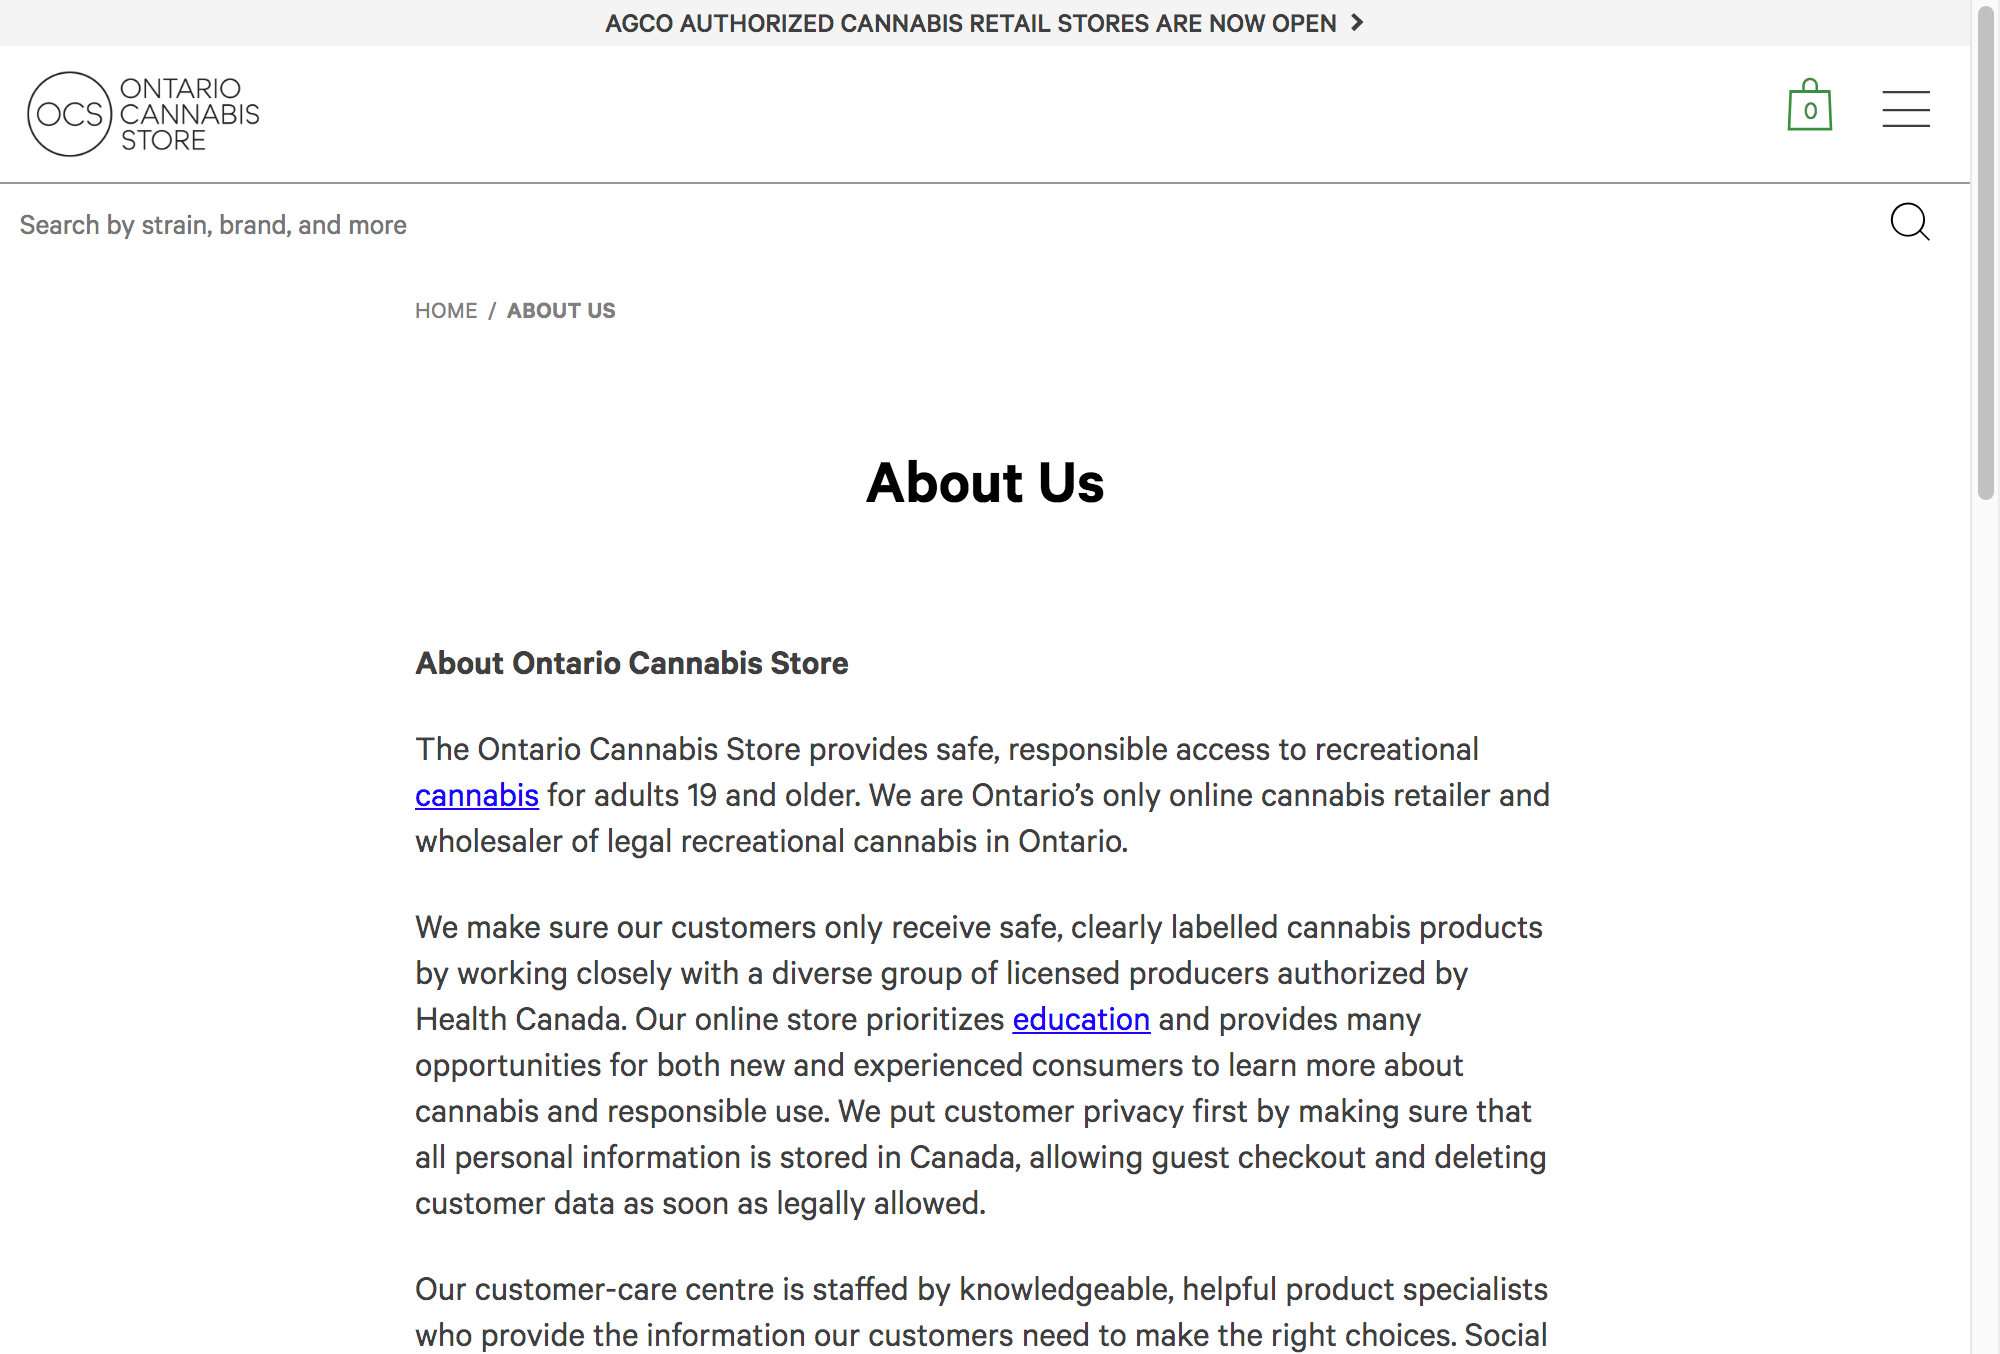 AGCO AUTHORIZED CANNABIS RETAIL STORES ARE NOW OPEN
OCS
ONTARIO
CANNABIS
STORE
0
Search by strain, brand, and more
HOME / ABOUT US
About Us
About Ontario Cannabis Store
The Ontario Cannabis Store provides safe, responsible access to recreational
cannabis for adults 19 and older. We are Ontario’s only online cannabis retailer and
wholesaler of legal recreational cannabis in Ontario.
We make sure our customers only receive safe, clearly labelled cannabis products
by working closely with a diverse group of licensed producers authorized by
Health Canada. Our online store prioritizes education and provides many
opportunities for both new and experienced consumers to learn more about
cannabis and responsible use. We put customer privacy first by making sure that
all personal information is stored in Canada, allowing guest checkout and deleting
customer data as soon as legally allowed.
Our customer-care centre is staffed by knowledgeable, helpful product specialists
who provide the information our customers need to make the right choices. Social